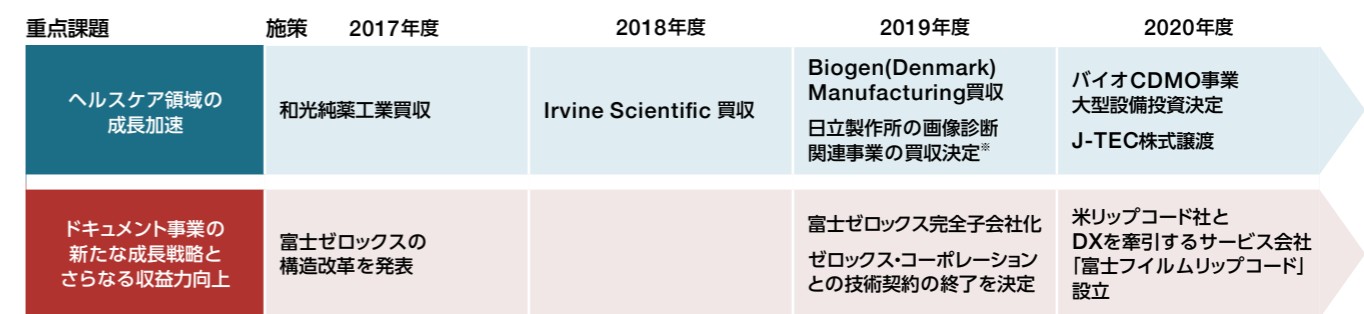 重点課題
施策
2017年度
2018年度
2019年度
2020年度
ヘルスケア領域の
成長加速
和光純薬工業買収
Irvine Scientific 買収
Biogen(Denmark)
Manufacturing買収
日立製作所の画像診断
関連事業の買収決定※
バイオCDMO事業
大型設備投資決定
J-TEC株式譲渡
ドキュメント事業の
新たな成長戦略と
さらなる収益力向上
富士ゼロックスの
構造改革を発表
富士ゼロックス完全子会社化
ゼロックス・コーポレーション
との技術契約の終了を決定
米リップコード社と
DXを牽引するサービス会社
「富士フイルムリップコード」
設立